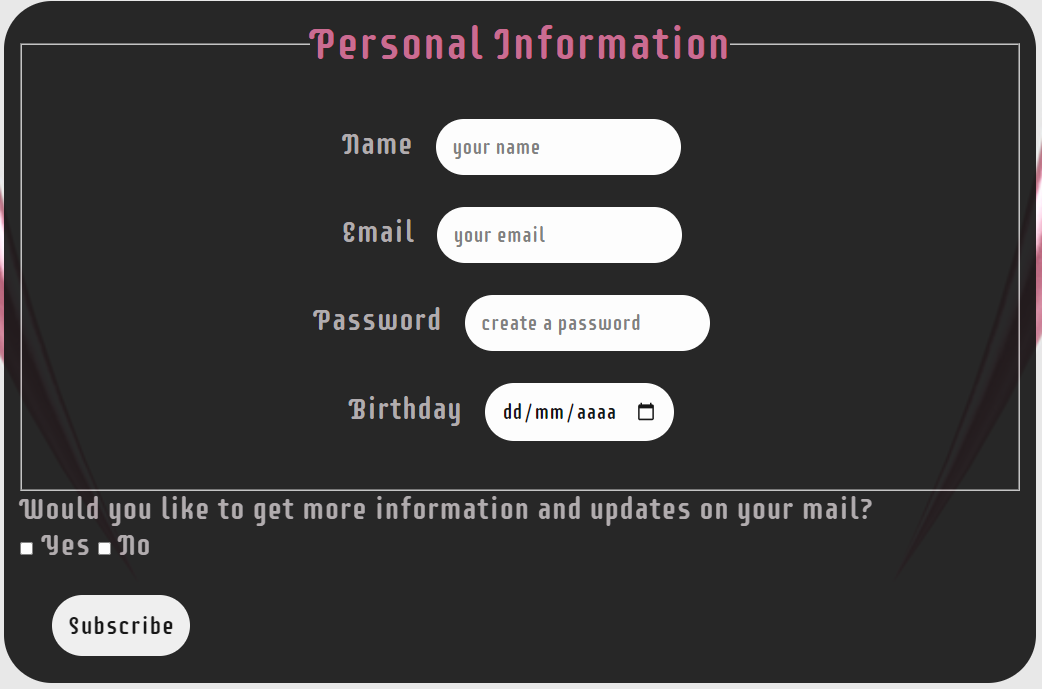 Personal Information
Name your name
Email your email
Password create a password
Birthday dd/mm/aaaa
Would you like to get more information and updates on your mail?
Yes No
Subscribe